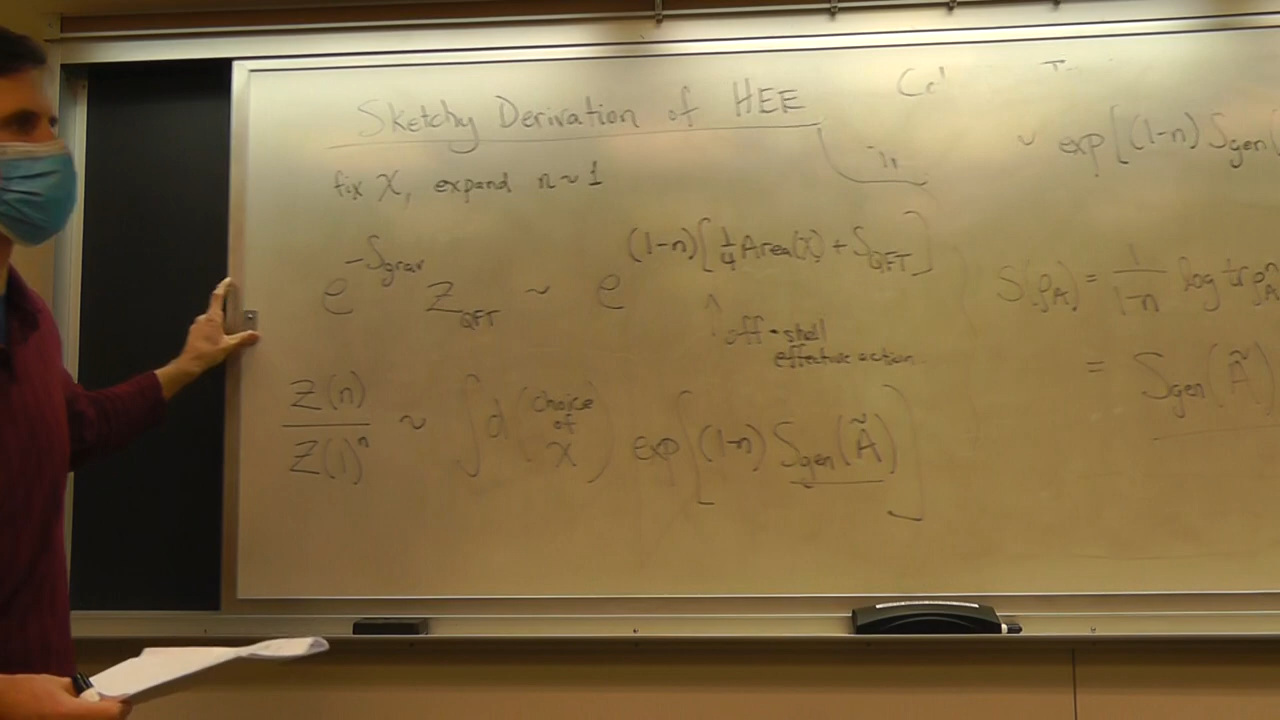 Sketchy Derivation of HEE
fix X, expand n ~ 1
e^{-S_grav} Z_QFT ~ e^{(1-n)[1/4 Area(X) + S_QFT]}
↑ off-shell
effective action
Z(n)/Z(1)^n ~ ∫d(choice of X) exp[(1-n) S_gen(Ã)]
~ exp[(1-n) S_gen(
S(ρ_A) = 1/(1-n) log tr ρ_A^n
= S_gen(Ã)